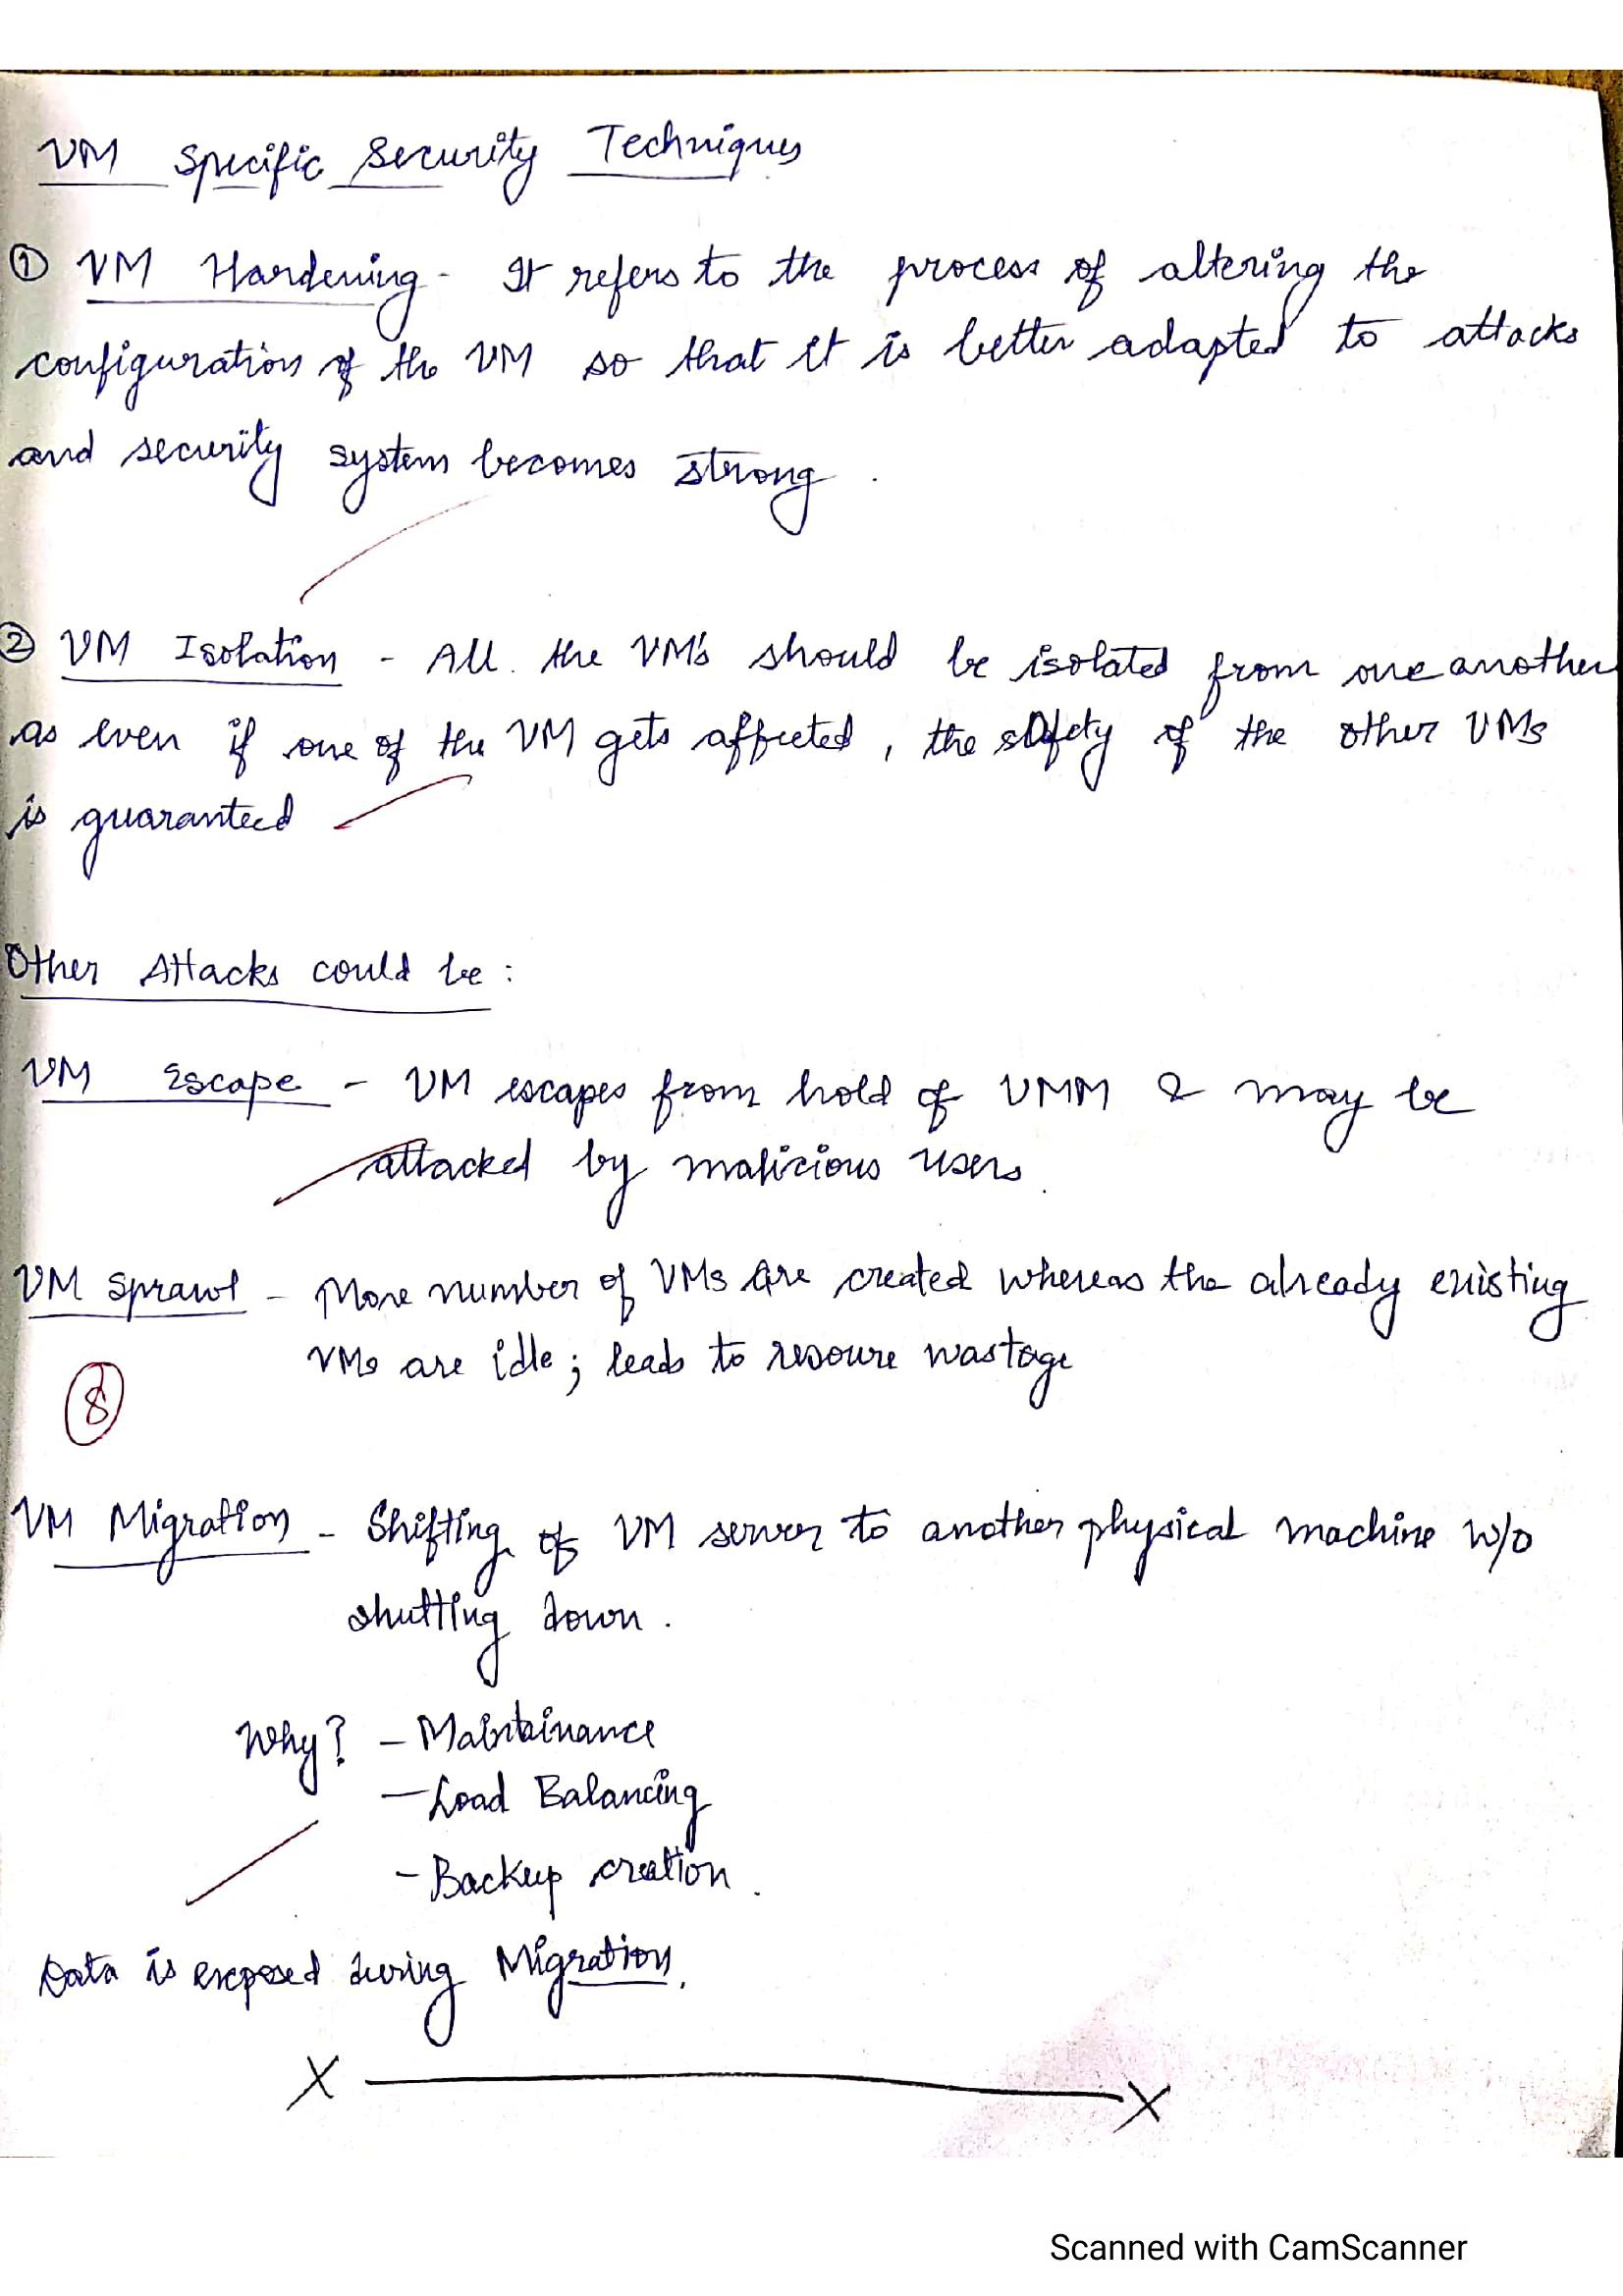 VM Specific Security Techniques
① VM Hardening - It refers to the process of altering the
configuration of the VM so that it is better adapted to attacks
and security system becomes strong.
② VM Isolation - All the VM's should be isolated from one another
as even if one of the VM gets affected, the safety of the other VMs
is guaranteed
Other Attacks could be:
VM Escape - VM escapes from hold of VMM & may be
attacked by malicious users.
VM Sprawl - More number of VMs are created whereas the already existing
VMs are idle; leads to resoure wastage
8
VM Migration - Shifting of VM server to another physical machine w/o
shutting down.
Why? - Maintainance
- Load Balancing
- Backup creation.
Data is exposed during Migration.
X X
Scanned with CamScanner